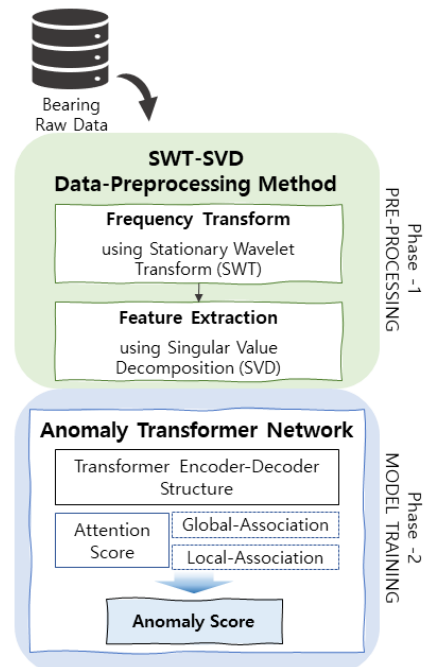 Bearing
Raw Data
SWT-SVD
Data-Preprocessing Method
Frequency Transform
using Stationary Wavelet
Transform (SWT)
Feature Extraction
using Singular Value
Decomposition (SVD)
Phase -1
PRE-PROCESSING
Anomaly Transformer Network
Transformer Encoder-Decoder
Structure
Attention
Score
Global-Association
Local-Association
Anomaly Score
Phase -2
MODEL TRAINING